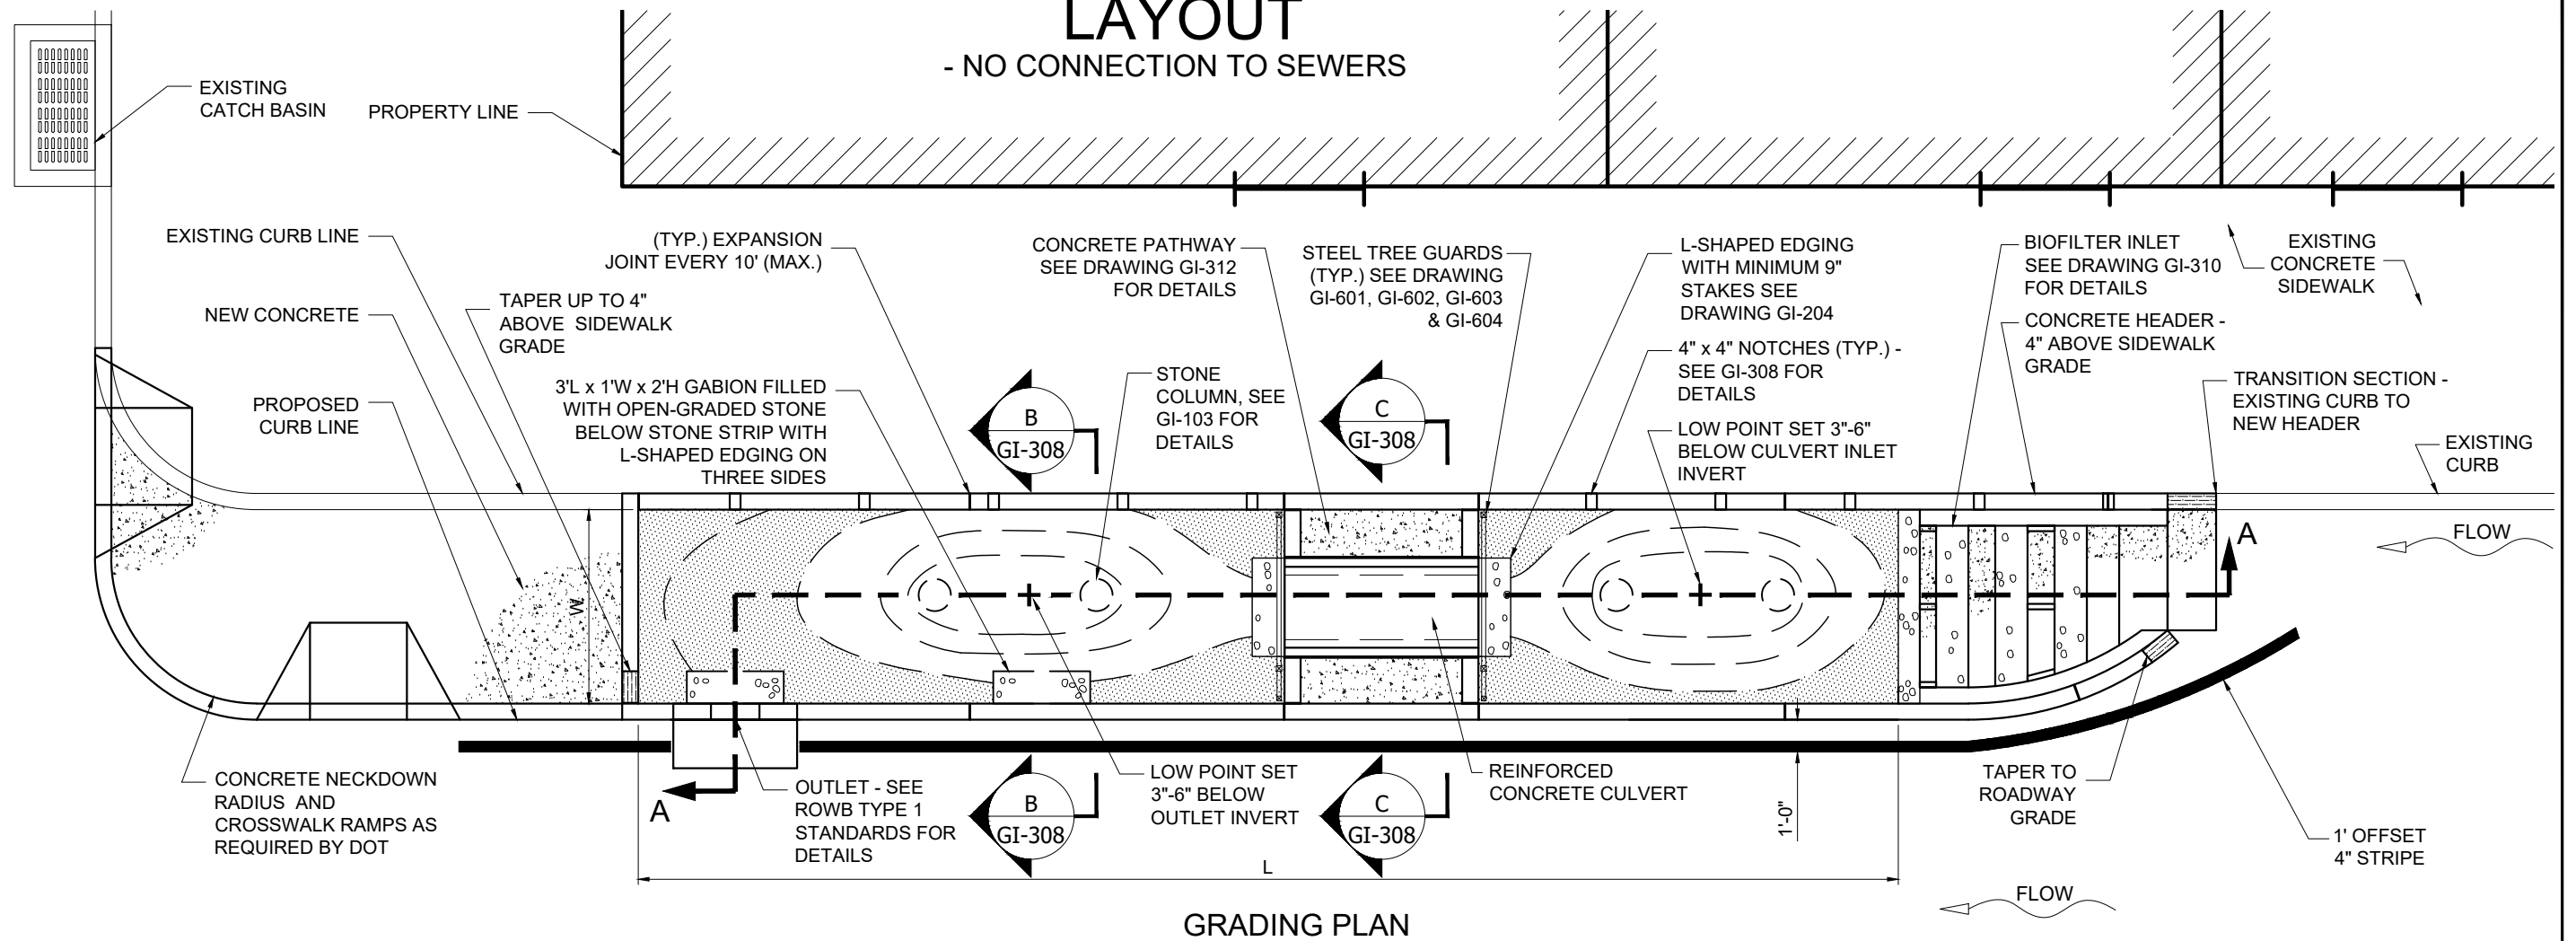 LAYOUT
- NO CONNECTION TO SEWERS
EXISTING
CATCH BASIN
PROPERTY LINE
EXISTING CURB LINE
NEW CONCRETE
PROPOSED
CURB LINE
TAPER UP TO 4"
ABOVE SIDEWALK
GRADE
(TYP.) EXPANSION
JOINT EVERY 10' (MAX.)
3'L x 1'W x 2'H GABION FILLED
WITH OPEN-GRADED STONE
BELOW STONE STRIP WITH
L-SHAPED EDGING ON
THREE SIDES
CONCRETE PATHWAY
SEE DRAWING GI-312
FOR DETAILS
B
GI-308
STONE
COLUMN, SEE
GI-103 FOR
DETAILS
STEEL TREE GUARDS
(TYP.) SEE DRAWING
GI-601, GI-602, GI-603
& GI-604
C
GI-308
L-SHAPED EDGING
WITH MINIMUM 9"
STAKES SEE
DRAWING GI-204
4" x 4" NOTCHES (TYP.) -
SEE GI-308 FOR
DETAILS
LOW POINT SET 3"-6"
BELOW CULVERT INLET
INVERT
BIOFILTER INLET
SEE DRAWING GI-310
FOR DETAILS
CONCRETE HEADER -
4" ABOVE SIDEWALK
GRADE
EXISTING
CONCRETE
SIDEWALK
TRANSITION SECTION -
EXISTING CURB TO
NEW HEADER
EXISTING
CURB
FLOW
A
W
CONCRETE NECKDOWN
RADIUS AND
CROSSWALK RAMPS AS
REQUIRED BY DOT
A
OUTLET - SEE
ROWB TYPE 1
STANDARDS FOR
DETAILS
B
GI-308
LOW POINT SET
3"-6" BELOW
OUTLET INVERT
C
GI-308
REINFORCED
CONCRETE CULVERT
1'-0"
TAPER TO
ROADWAY
GRADE
1' OFFSET
4" STRIPE
L
FLOW
GRADING PLAN